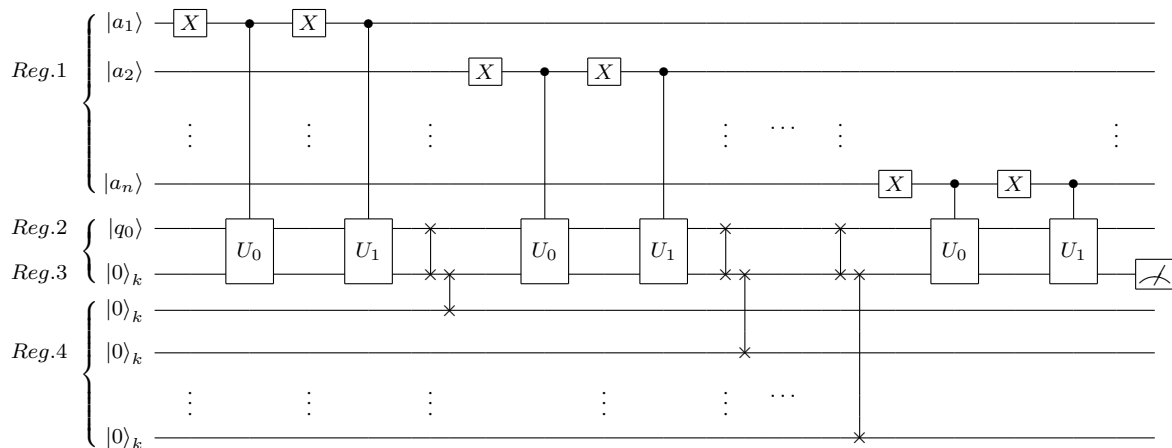 |a₁⟩ X X
Reg.1 |a₂⟩ X X
⋮ ⋮ ⋮ ⋮ ⋯ ⋮ ⋮
|aₙ⟩ X X
Reg.2 |q₀⟩
U₀ U₁ U₀ U₁ U₀ U₁
Reg.3 |0⟩ₖ
|0⟩ₖ
Reg.4 |0⟩ₖ
⋮ ⋮ ⋮ ⋮ ⋮ ⋯
|0⟩ₖ